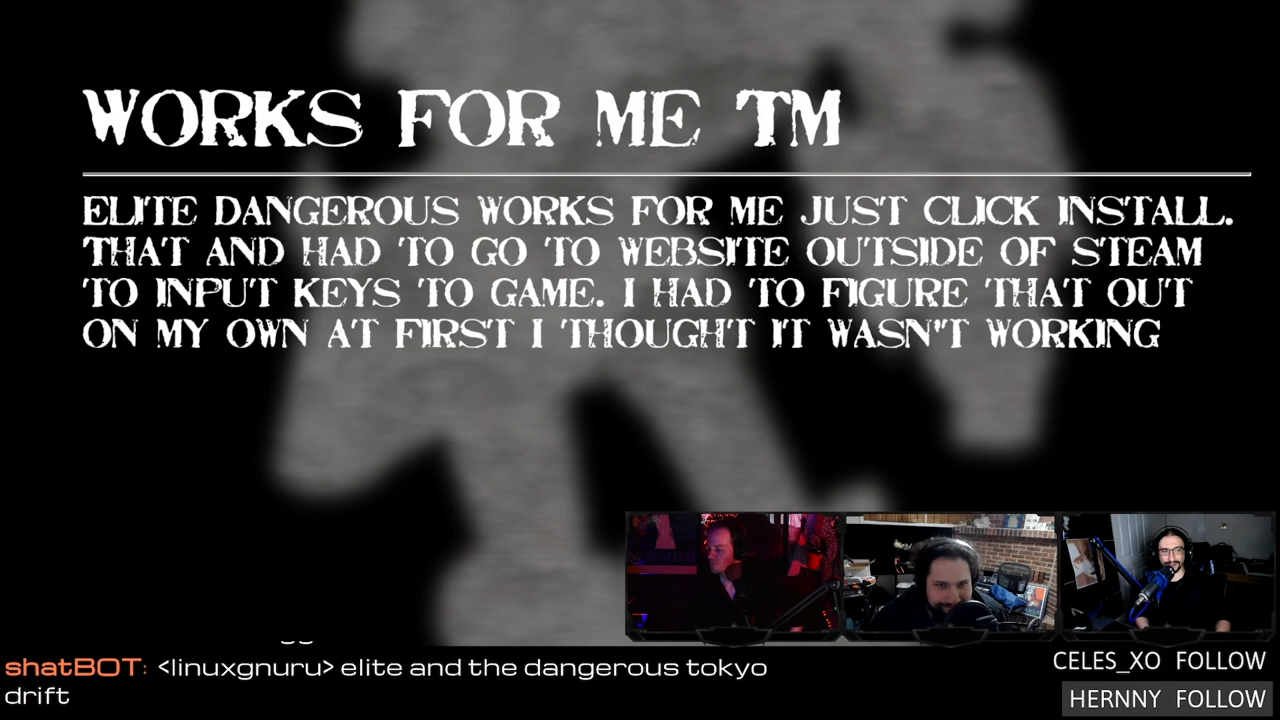 WORKS FOR ME TM
ELITE DANGEROUS WORKS FOR ME JUST CLICK INSTALL.
THAT AND HAD TO GO TO WEBSITE OUTSIDE OF STEAM
TO INPUT KEYS TO GAME. I HAD TO FIGURE THAT OUT
ON MY OWN AT FIRST I THOUGHT IT WASN"T WORKING
shatBOT: <linuxgnuru> elite and the dangerous tokyo
drift
CELES_XO FOLLOW
HERNNY FOLLOW